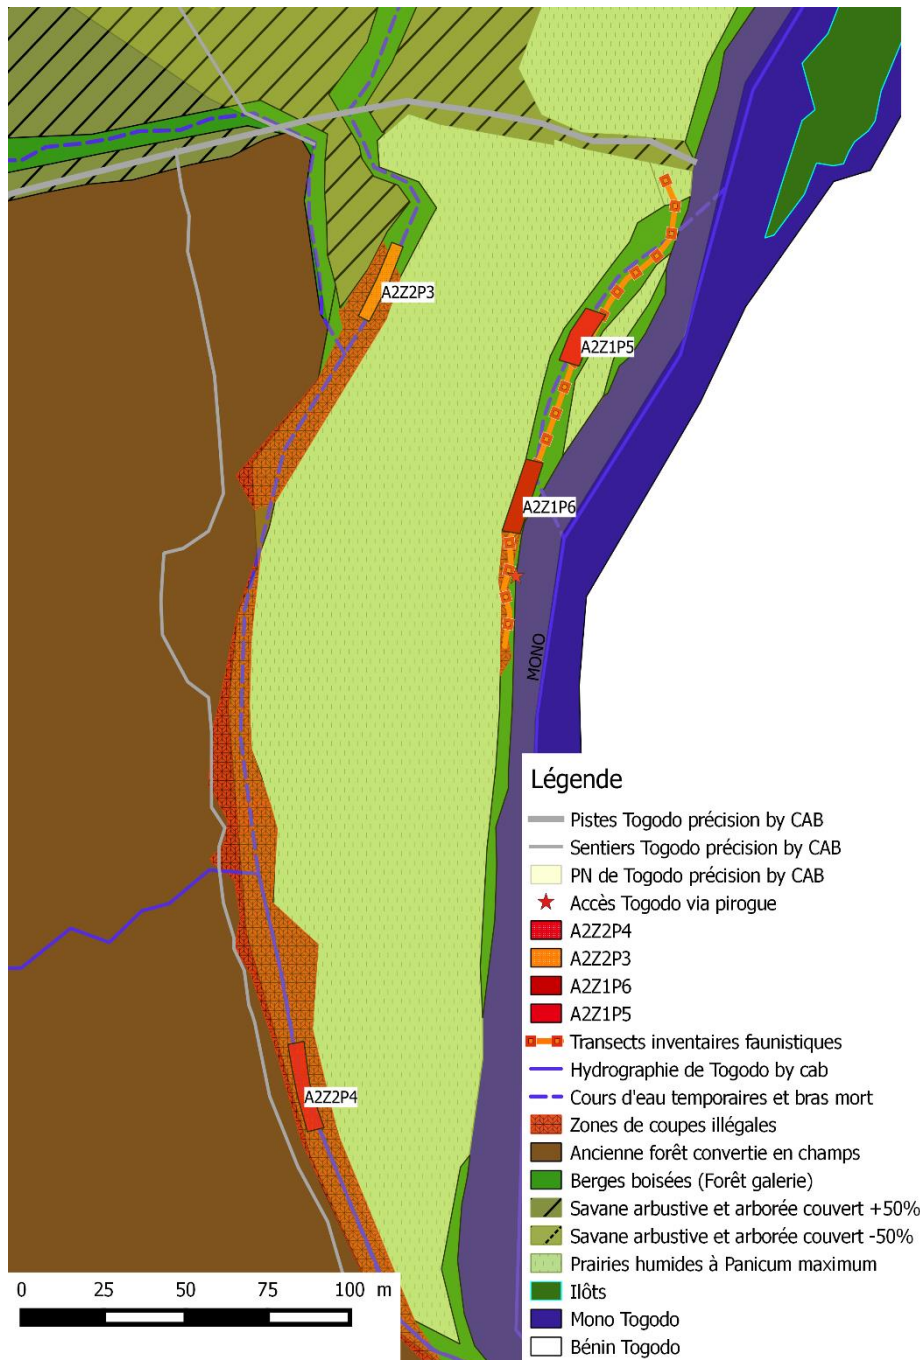 A2Z2P3
A2Z1P5
A2Z1P6
MONO
A2Z2P4
Légende
Pistes Togodo précision by CAB
Sentiers Togodo précision by CAB
PN de Togodo précision by CAB
Accès Togodo via pirogue
A2Z2P4
A2Z2P3
A2Z1P6
A2Z1P5
Transects inventaires faunistiques
Hydrographie de Togodo by cab
Cours d'eau temporaires et bras mort
Zones de coupes illégales
Ancienne forêt convertie en champs
Berges boisées (Forêt galerie)
Savane arbustive et arborée couvert +50%
Savane arbustive et arborée couvert -50%
Prairies humides à Panicum maximum
Ilôts
Mono Togodo
Bénin Togodo
0 25 50 75 100 m